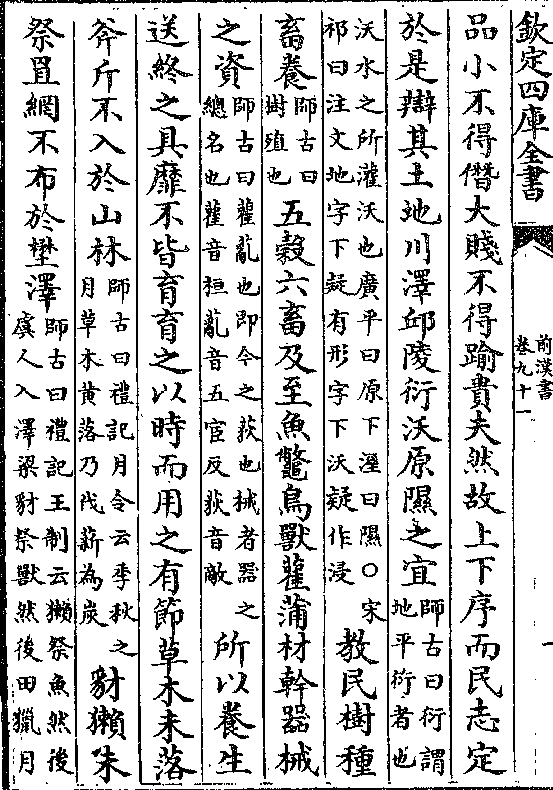 欽定四庫全書
前漢書
卷九十一
一
品小不得僭大賤不得踰貴夫然故上下序而民志定
於是辯其土地川澤邱陵衍沃原隰之宜
師古曰衍謂
地平衍者也
沃水之所灌沃也廣平曰原下溼曰隰○宋
祁曰注文地字下疑有形字下沃疑作浸
教民樹種
畜養
師古曰
樹殖也
五穀六畜及至魚鼈鳥獸雚蒲材幹器械
之資
師古曰雚薍也即今之荻也械者器之
總名也雚音桓薍音五宦反荻音敵
所以養生
送終之具靡不皆育育之以時而用之有節草木未落
斧斤不入於山林
師古曰禮記月令云季秋之
月草木黄落乃伐薪為炭
豺獺未
祭罝網不布於壄澤
師古曰禮記王制云獺祭魚然後
虞人入澤梁豺祭獸然後田獵月